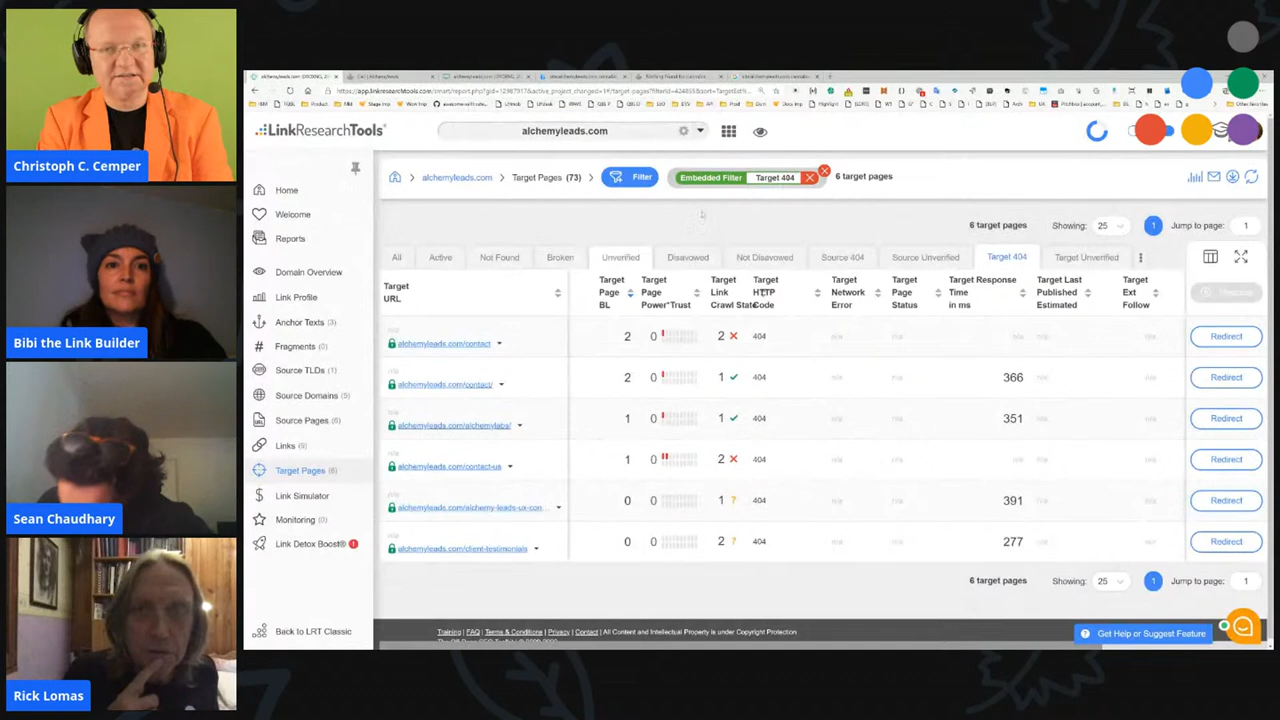 Christoph C. Cemper
Bibi the Link Builder
Sean Chaudhary
Rick Lomas
LinkResearchTools
alchemyleads.com
alchemyleads.com
Target Pages (73)
Filter
Embedded Filter
Target 404
6 target pages
6 target pages
Showing:
25
1
Jump to page:
1
Home
Welcome
Reports
Domain Overview
Link Profile
Anchor Texts (3)
Fragments (0)
Source TLDs (1)
Source Domains (5)
Source Pages (6)
Links (9)
Target Pages (6)
Link Simulator
Monitoring (0)
Link Detox Boost®
Back to LRT Classic
All
Active
Not Found
Broken
Unverified
Disavowed
Not Disavowed
Source 404
Source Unverified
Target 404
Target Unverified
Target URL
Target Page BL
Target Page Power*Trust
Target Link Crawl State
Target HTTP Code
Target Network Error
Target Page Status
Target Response Time in ms
Target Last Published Estimated
Target Ext Follow
alchemyleads.com/contact 2 0 2 404 n/a n/a n/a n/a n/a Redirect
alchemyleads.com/contact/ 2 0 1 404 n/a n/a 366 n/a n/a Redirect
alchemyleads.com/alchemylabs/ 1 0 1 404 n/a n/a 351 n/a n/a Redirect
alchemyleads.com/contact-us 1 0 2 404 n/a n/a n/a n/a n/a Redirect
alchemyleads.com/alchemy-leads-ux-con... 0 0 1 ? 404 n/a n/a 391 n/a n/a Redirect
alchemyleads.com/client-testimonials 0 0 2 ? 404 n/a n/a 277 n/a n/a Redirect
6 target pages
Showing:
25
1
Jump to page:
1
Training | FAQ | Terms & Conditions | Privacy | Contact | All Content and Intellectual Property is under Copyright Protection
Get Help or Suggest Feature